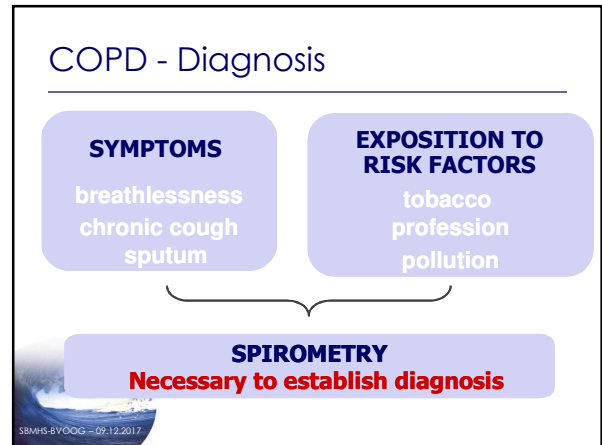 COPD - Diagnosis
SYMPTOMS
breathlessness
chronic cough
sputum
EXPOSITION TO
RISK FACTORS
tobacco
profession
pollution
SPIROMETRY
Necessary to establish diagnosis
SBMHS-BVOOG – 09.12.2017